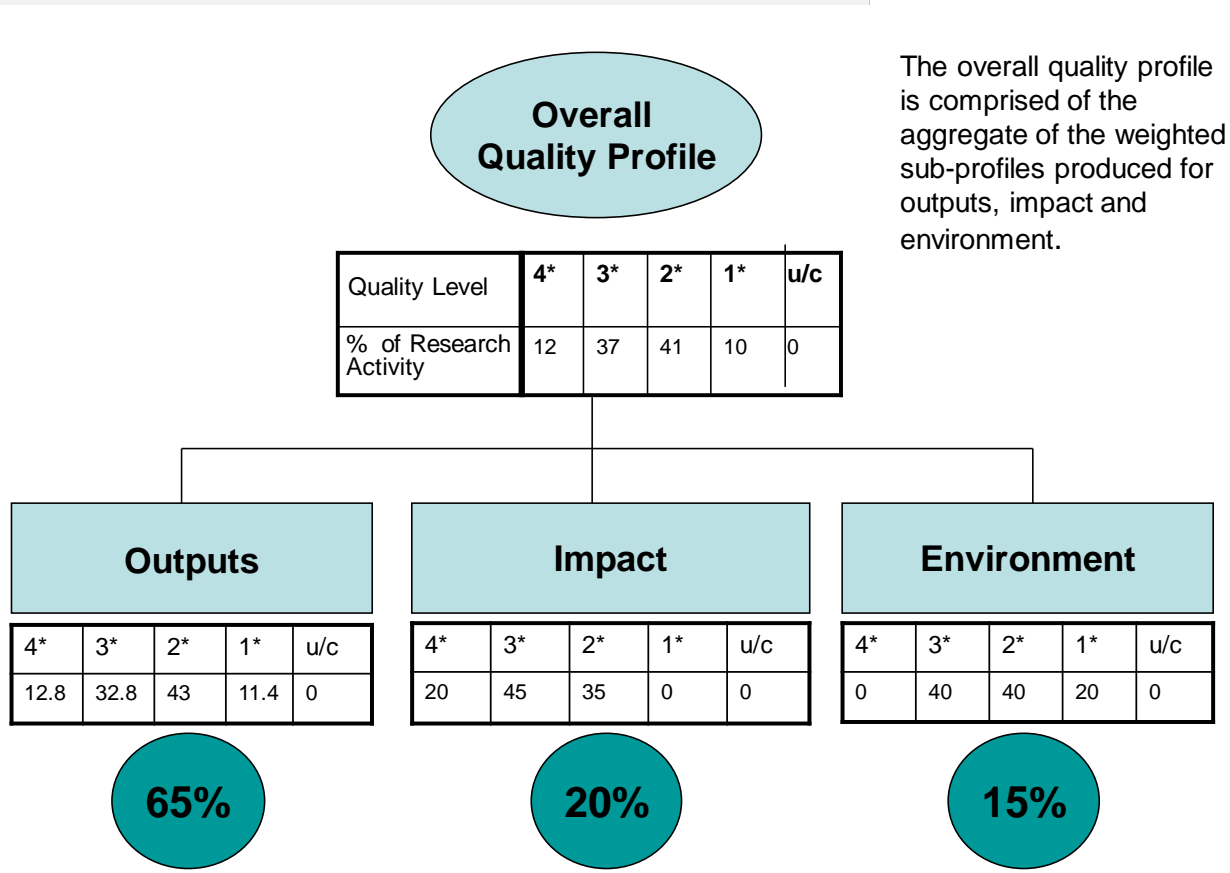 The overall quality profile
is comprised of the
aggregate of the weighted
sub-profiles produced for
outputs, impact and
environment.
Overall
Quality Profile
Quality Level 4* 3* 2* 1* u/c
% of Research
Activity 12 37 41 10 0
Outputs
4* 3* 2* 1* u/c
12.8 32.8 43 11.4 0
65%
Impact
4* 3* 2* 1* u/c
20 45 35 0 0
20%
Environment
4* 3* 2* 1* u/c
0 40 40 20 0
15%